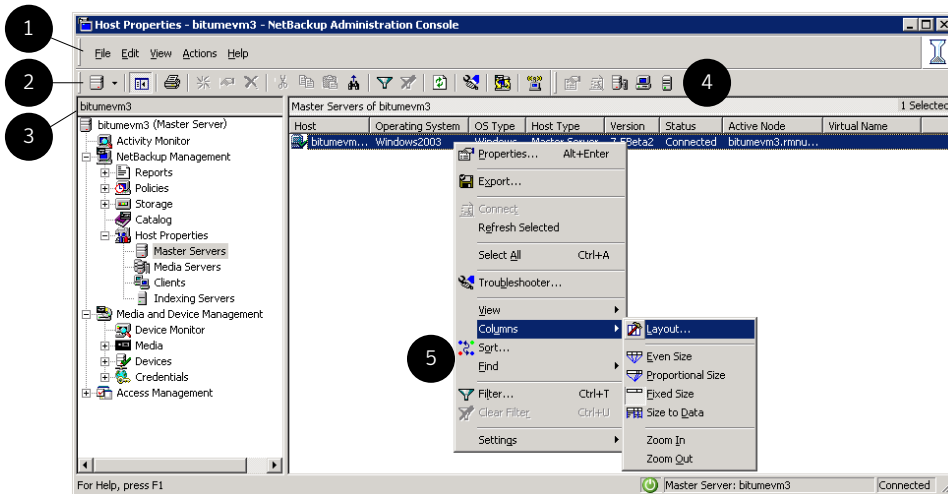 1
Host Properties - bitumevm3 - NetBackup Administration Console
File Edit View Actions Help
2
4
3
bitumevm3
Master Servers of bitumevm3
1 Selected
bitumevm3 (Master Server)
Activity Monitor
NetBackup Management
Reports
Policies
Storage
Catalog
Host Properties
Master Servers
Media Servers
Clients
Indexing Servers
Media and Device Management
Device Monitor
Media
Devices
Credentials
Access Management
Host Operating System OS Type Host Type Version Status Active Node Virtual Name
bitumevm... Windows2003 Connected bitumevm3.rmnu...
Properties... Alt+Enter
Export...
Connect
Refresh Selected
Select All Ctrl+A
Troubleshooter...
View
Columns
5
Sort...
Find
Filter... Ctrl+T
Clear Filter Ctrl+U
Settings
Layout...
Even Size
Proportional Size
Fixed Size
Size to Data
Zoom In
Zoom Out
For Help, press F1
Master Server: bitumevm3
Connected